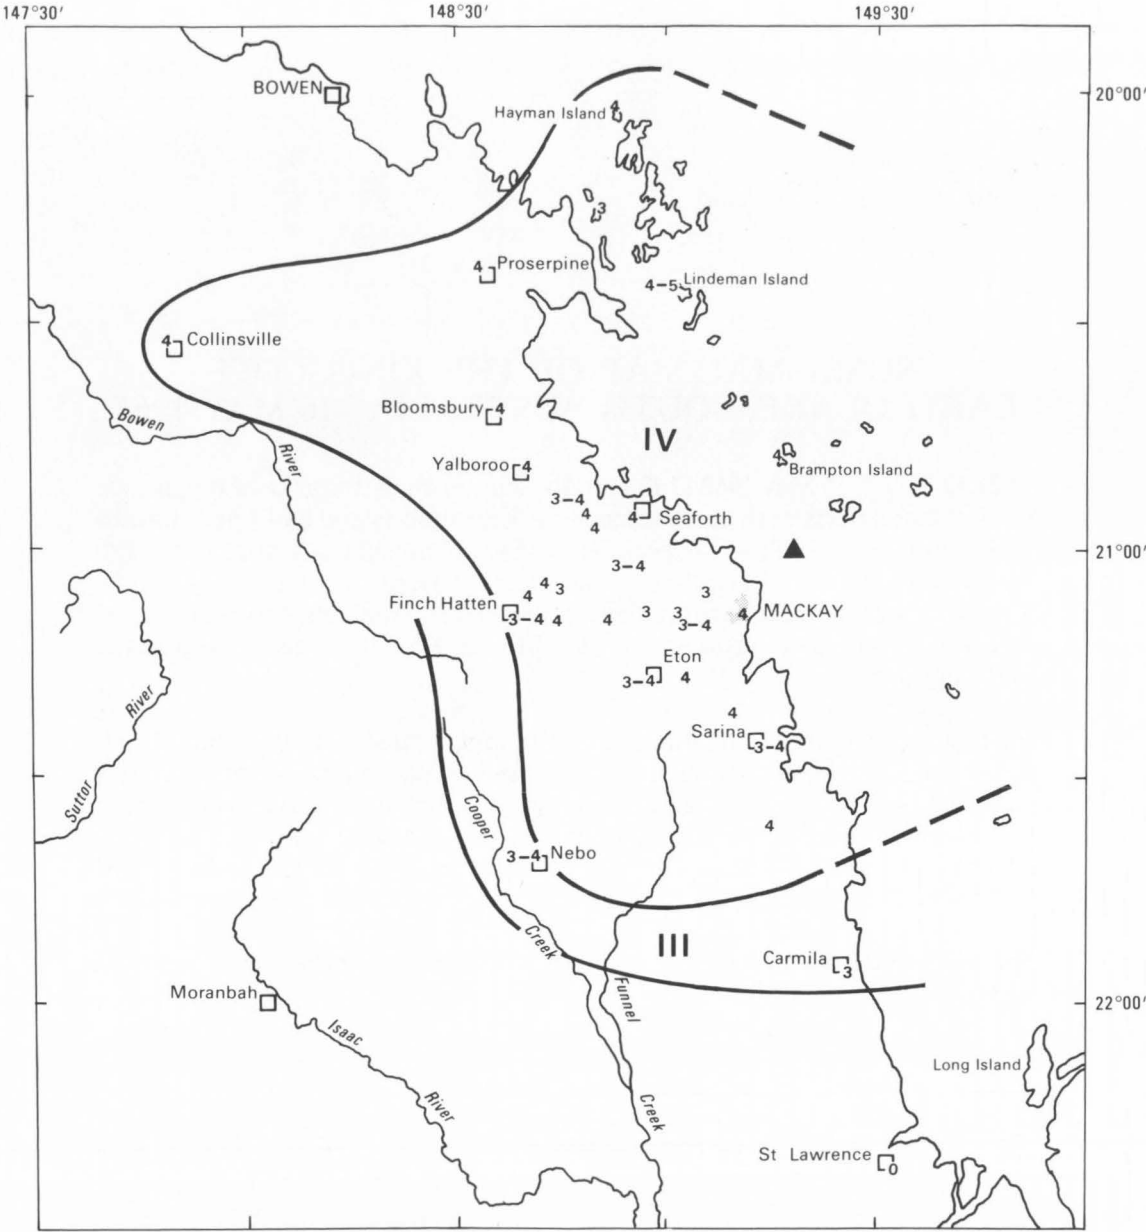 147°30' 148°30' 149°30'
BOWEN
20°00'
Hayman Island 4
3
4 Proserpine
4-5 Lindeman Island
4 Collinsville
Bloomsbury 4
Bowen
River
IV
Yalboroo 4
4 Brampton Island
3-4
4 4 Seaforth
4
21°00'
3-4
4 3
4 3
Finch Hatten
3-4 4 4 3 3 4 MACKAY
3-4
Eton
3-4 4
River
4
Sarina
3-4
Suttor
Cooper
4
3-4 Nebo
Creek
III
Carmila
3
Moranbah
Funnel
22°00'
Isaac
Long Island
River
Creek
St Lawrence
0